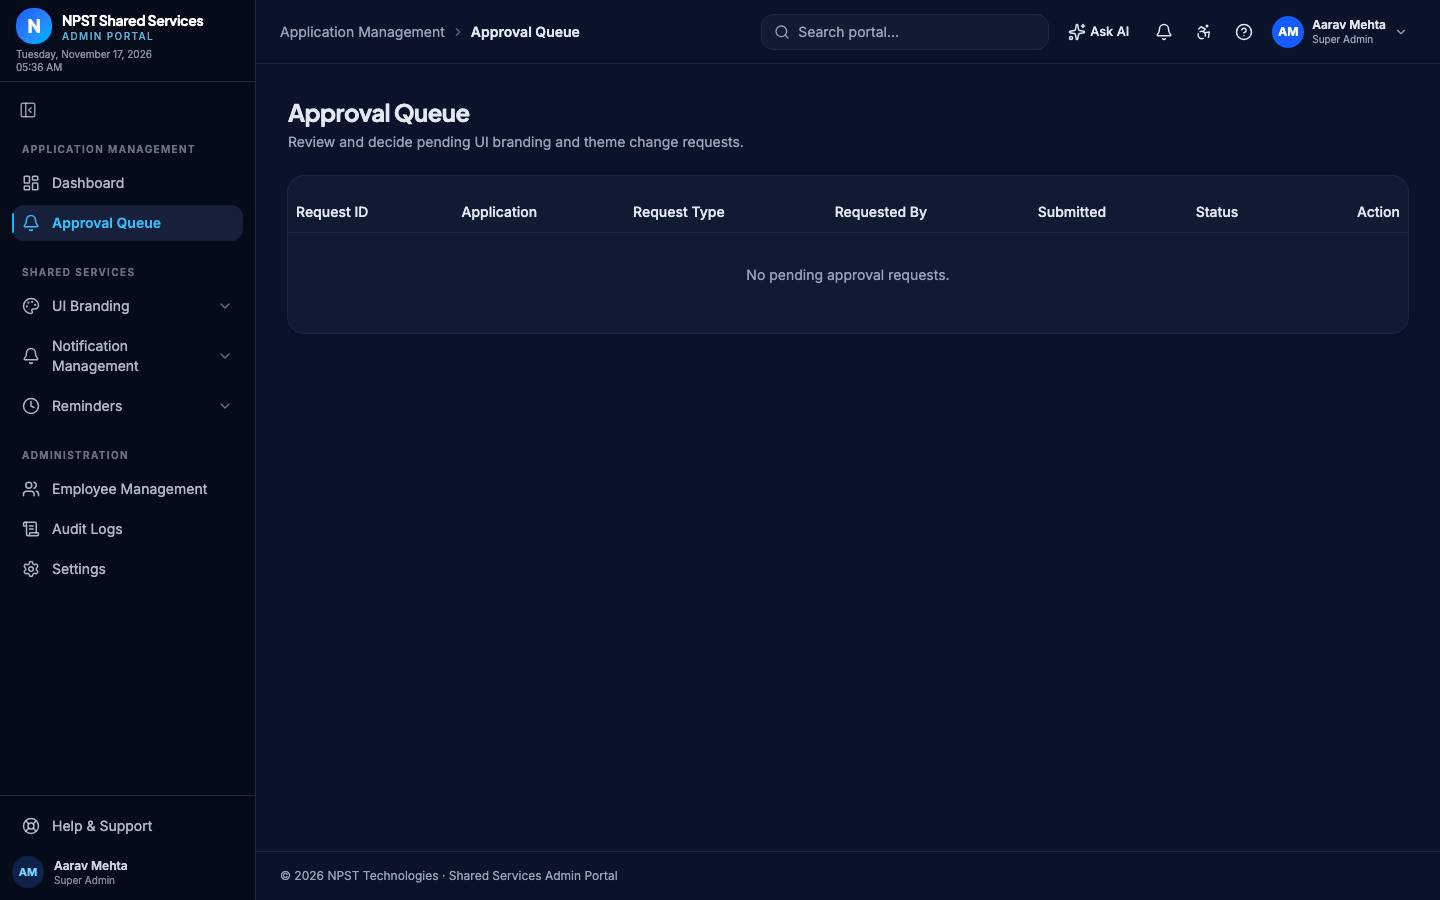 N
NPST Shared Services
ADMIN PORTAL
Tuesday, November 17, 2026
05:36 AM
APPLICATION MANAGEMENT
Dashboard
Approval Queue
SHARED SERVICES
UI Branding
Notification
Management
Reminders
ADMINISTRATION
Employee Management
Audit Logs
Settings
Help & Support
AM
Aarav Mehta
Super Admin
Application Management > Approval Queue
Search portal...
Ask AI
AM
Aarav Mehta
Super Admin
Approval Queue
Review and decide pending UI branding and theme change requests.
Request ID Application Request Type Requested By Submitted Status Action
No pending approval requests.
© 2026 NPST Technologies · Shared Services Admin Portal